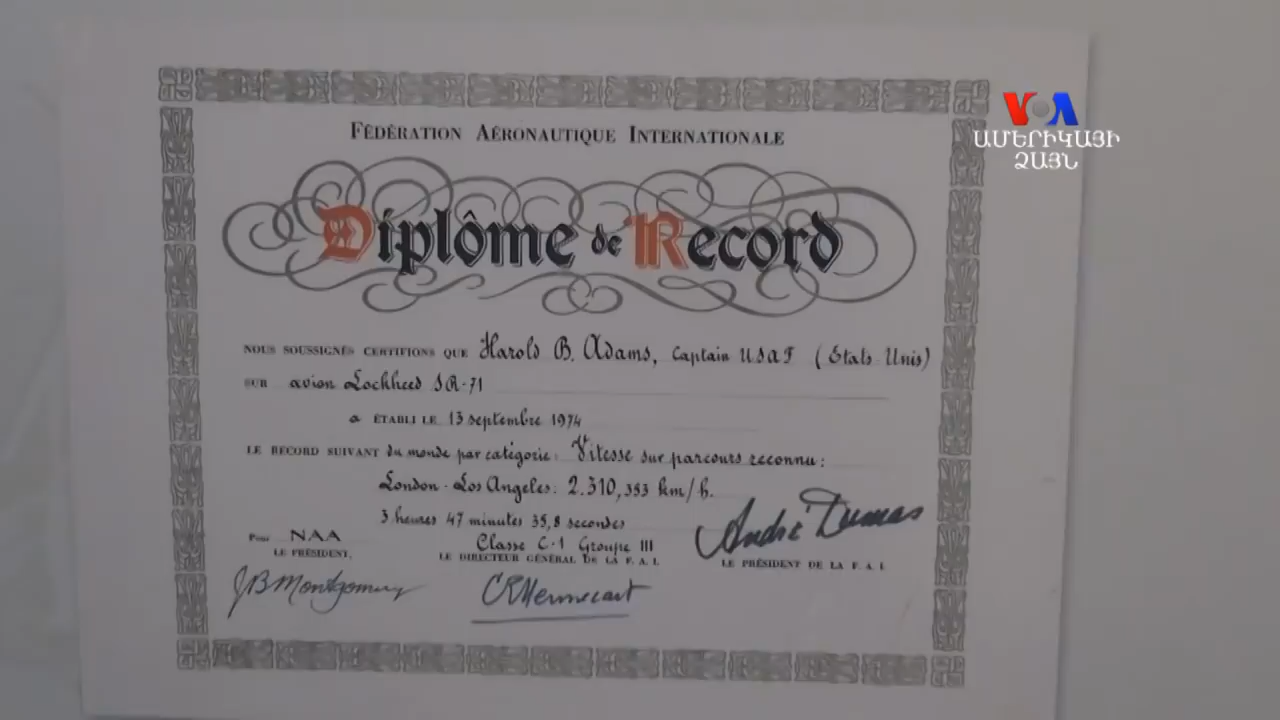 VOA
ԱՄԵՐԻԿԱՅԻ
ՁԱՅՆ
FÉDÉRATION AÉRONAUTIQUE INTERNATIONALE
Diplôme de Record
NOUS SOUSSIGNÉS CERTIFIONS QUE Harold B. Adams, Captain USAF (États-Unis)
SUR avion Lockheed SR-71
a ÉTABLI LE 13 septembre 1974
LE RECORD SUIVANT du monde par catégorie: Vitesse sur parcours reconnu:
London-Los Angeles: 2.310,353 km/h.
3 heures 47 minutes 35,8 secondes
Pour NAA
LE PRÉSIDENT,
Classe C-1 Groupe III
LE DIRECTEUR GÉNÉRAL DE LA F.A.I.
André Dumas
LE PRÉSIDENT DE LA F.A.I.
JB Montgomery